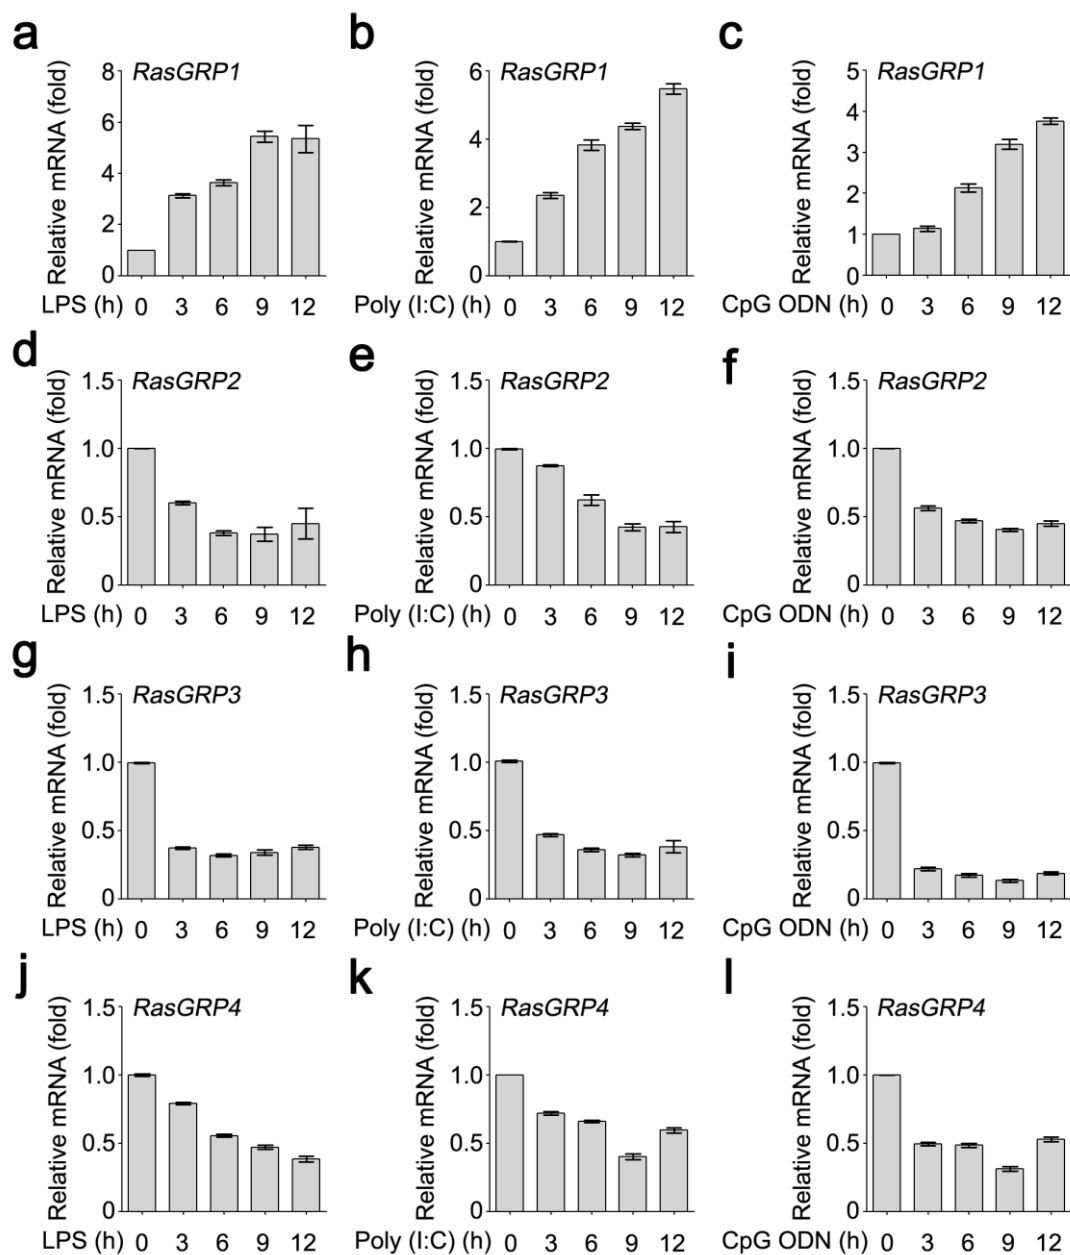 a
b
c
Relative mRNA (fold)
8
6
4
2
0
RasGRP1
LPS (h) 0 3 6 9 12
Relative mRNA (fold)
6
4
2
0
RasGRP1
Poly (I:C) (h) 0 3 6 9 12
Relative mRNA (fold)
5
4
3
2
1
0
RasGRP1
CpG ODN (h) 0 3 6 9 12
d
e
f
Relative mRNA (fold)
1.5
1.0
0.5
0
RasGRP2
LPS (h) 0 3 6 9 12
Relative mRNA (fold)
1.5
1.0
0.5
0
RasGRP2
Poly (I:C) (h) 0 3 6 9 12
Relative mRNA (fold)
1.5
1.0
0.5
0
RasGRP2
CpG ODN (h) 0 3 6 9 12
g
h
i
Relative mRNA (fold)
1.5
1.0
0.5
0
RasGRP3
LPS (h) 0 3 6 9 12
Relative mRNA (fold)
1.5
1.0
0.5
0
RasGRP3
Poly (I:C) (h) 0 3 6 9 12
Relative mRNA (fold)
1.5
1.0
0.5
0
RasGRP3
CpG ODN (h) 0 3 6 9 12
j
k
l
Relative mRNA (fold)
1.5
1.0
0.5
0
RasGRP4
LPS (h) 0 3 6 9 12
Relative mRNA (fold)
1.5
1.0
0.5
0
RasGRP4
Poly (I:C) (h) 0 3 6 9 12
Relative mRNA (fold)
1.5
1.0
0.5
0
RasGRP4
CpG ODN (h) 0 3 6 9 12